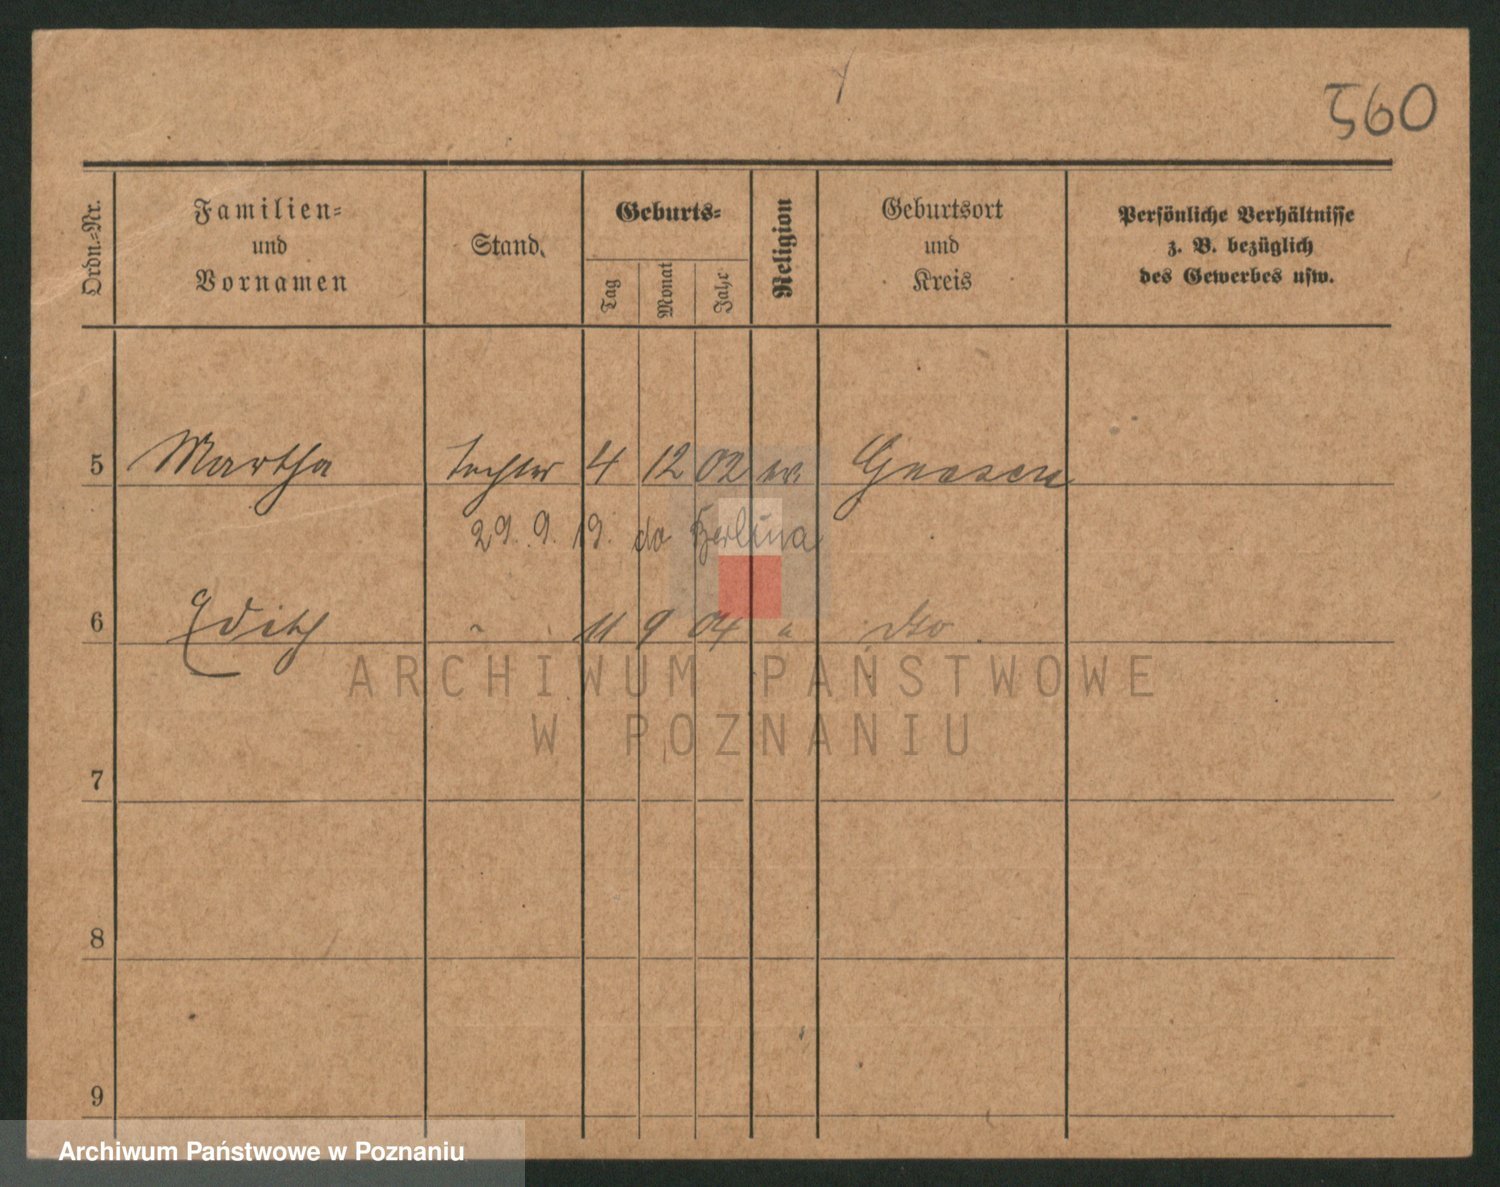 560
Ordn.-Nr.
Familien-
und
Vornamen
Stand.
Geburts-
Tag
Monat
Jahr
Religion
Geburtsort
und
Kreis
Persönliche Verhältnisse
z. B. bezüglich
des Gewerbes usw.
5 Martha Tochter 4 12 02 ev. Gnesen
29. 9. 19. do Berlina
6 Edith " 11 9 04 " dto
ARCHIWUM PAŃSTWOWE
W POZNANIU
7
8
9
Archiwum Państwowe w Poznaniu